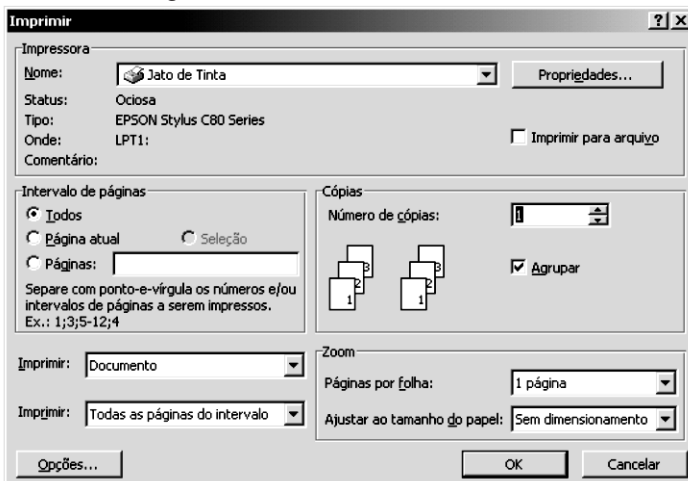 Imprimir
Impressora
Nome: Jato de Tinta Propriedades...
Status: Ociosa
Tipo: EPSON Stylus C80 Series
Onde: LPT1: Imprimir para arquivo
Comentário:
Intervalo de páginas
Todos
Página atual Seleção
Páginas:
Separe com ponto-e-vírgula os números e/ou
intervalos de páginas a serem impressos.
Ex.: 1;3;5-12;4
Cópias
Número de cópias: 1
3 3
2 2
1 1
Agrupar
Imprimir: Documento
Imprimir: Todas as páginas do intervalo
Zoom
Páginas por folha: 1 página
Ajustar ao tamanho do papel: Sem dimensionamento
Opções... OK Cancelar